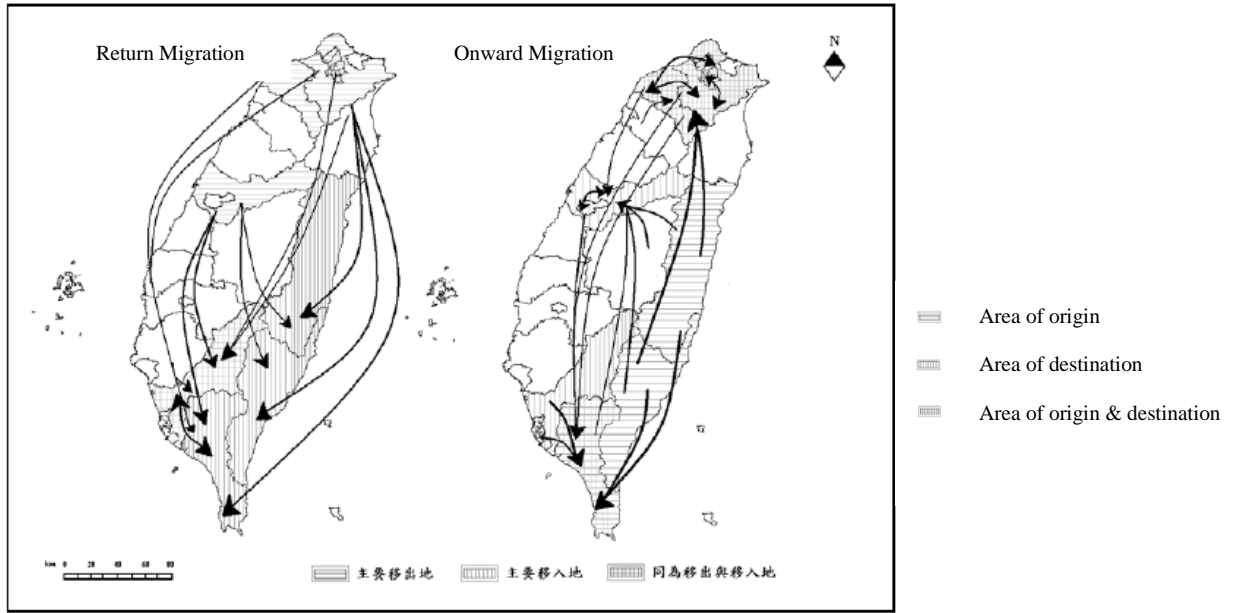 Return Migration
Onward Migration
N
Area of origin
Area of destination
Area of origin & destination
km 0 20 40 60 80
主要移出地
主要移入地
同為移出與移入地